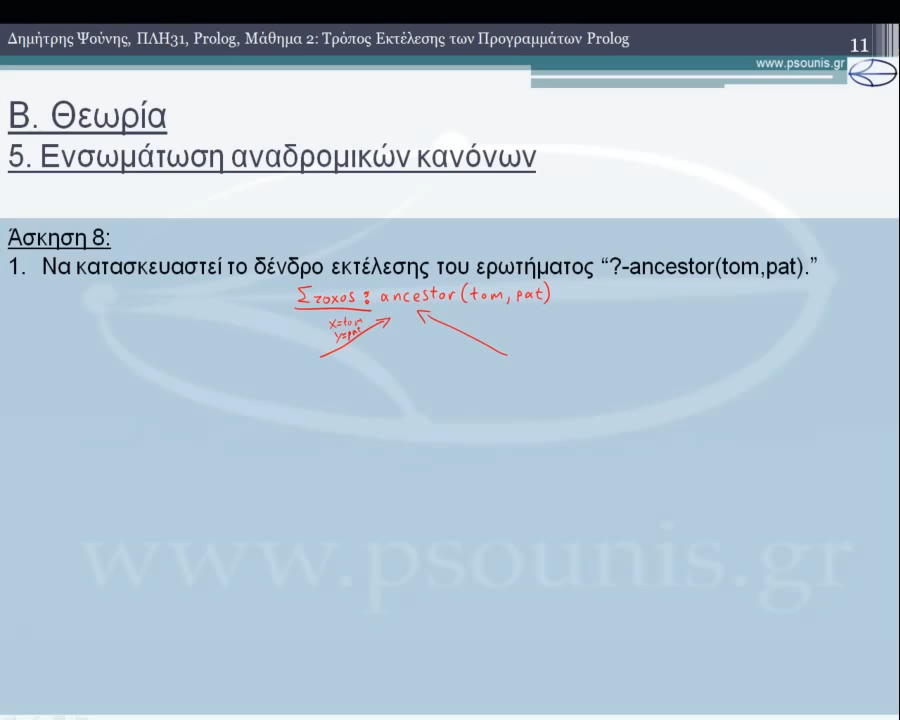 Δημήτρης Ψούνης, ΠΛΗ31, Prolog, Μάθημα 2: Τρόπος Εκτέλεσης των Προγραμμάτων Prolog
11
www.psounis.gr
Β. Θεωρία
5. Ενσωμάτωση αναδρομικών κανόνων
Άσκηση 8:
1. Να κατασκευαστεί το δένδρο εκτέλεσης του ερωτήματος “?-ancestor(tom,pat).”
Στοχος: ancestor(tom, pat)
X=tom
Y=pat
www.psounis.gr